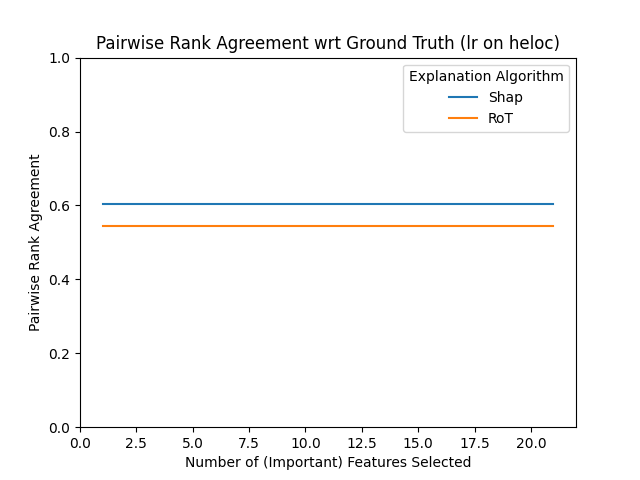 Pairwise Rank Agreement wrt Ground Truth (lr on heloc)
Explanation Algorithm
Shap
RoT
Pairwise Rank Agreement
1.0
0.8
0.6
0.4
0.2
0.0
0.0 2.5 5.0 7.5 10.0 12.5 15.0 17.5 20.0
Number of (Important) Features Selected